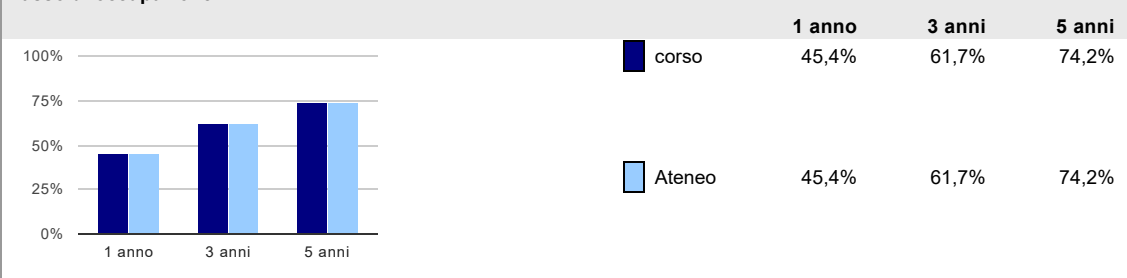 1 anno 3 anni 5 anni
100%
75%
50%
25%
0%
1 anno 3 anni 5 anni
corso 45,4% 61,7% 74,2%
Ateneo 45,4% 61,7% 74,2%